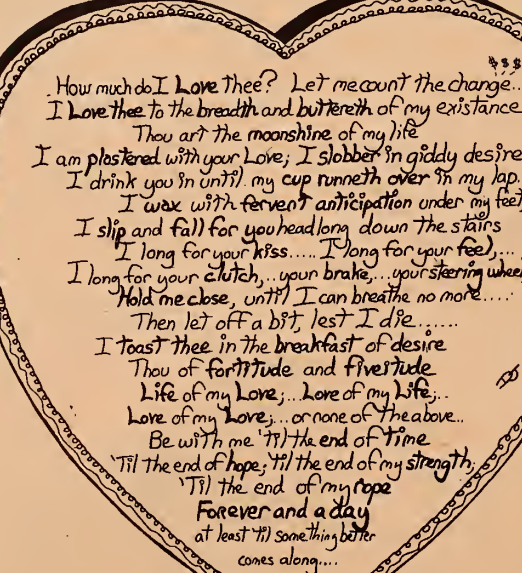 $ $ $
How much do I Love Thee? Let me count the change..
I Love thee to the breadth and buttereth of my existance
Thou art the moonshine of my life
I am plastered with your Love; I slobber in giddy desire
I drink you in until my cup runneth over in my lap.
I wax with fervent anticipation under my feet
I slip and fall for you headlong down the stairs
I long for your kiss..... I long for your feel,...
I long for your clutch,..your brake,...your steering wheel
Hold me close, until I can breathe no more....
Then let off a bit, lest I die......
I toast thee in the breakfast of desire
Thou of fortitude and fivetitude
Life of my Love;...Love of my Life;..
Love of my Love;...or none of the above..
Be with me 'til the end of time
'Til the end of hope; 'til the end of my strength;
'Til the end of my rope
Forever and a day
at least 'til something better
comes along....